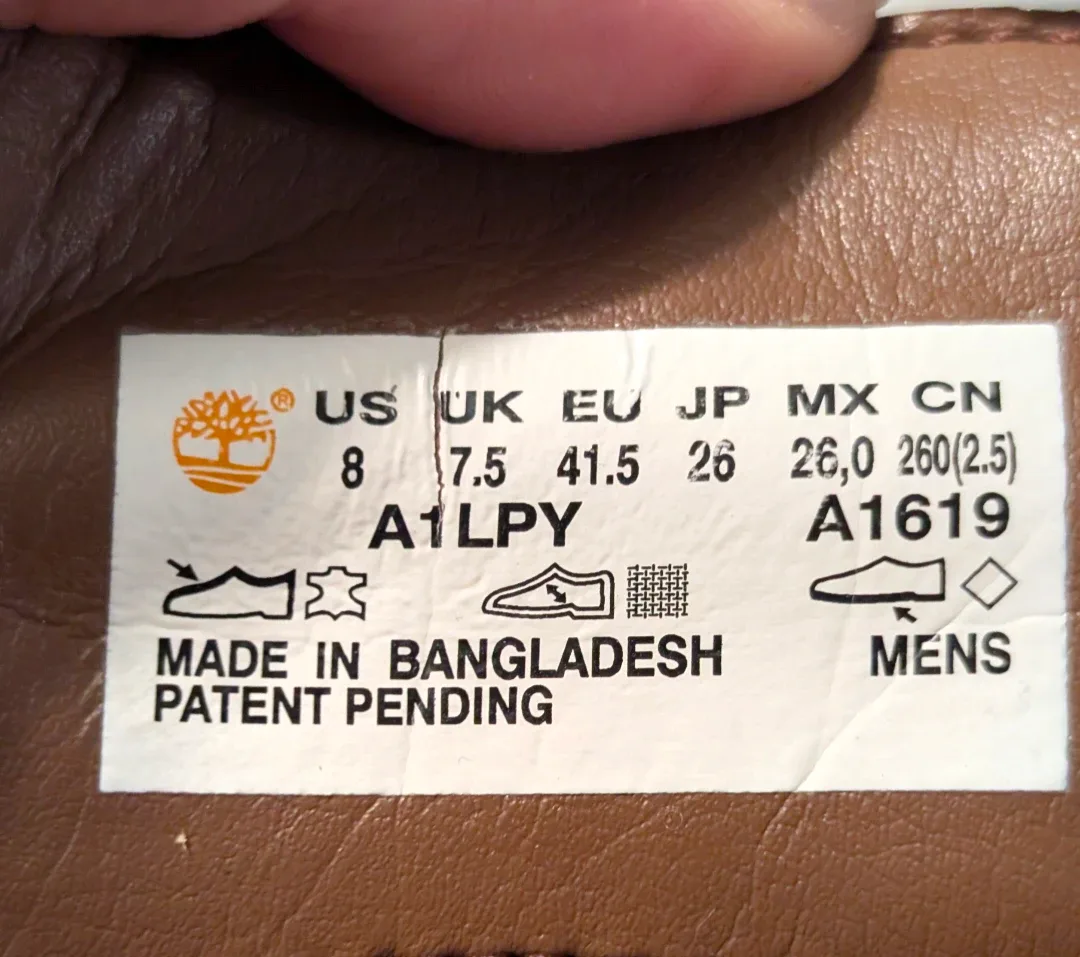 ® US UK EU JP MX CN
8 7.5 41.5 26 26,0 260(2.5)
A1LPY A1619
MADE IN BANGLADESH MENS
PATENT PENDING